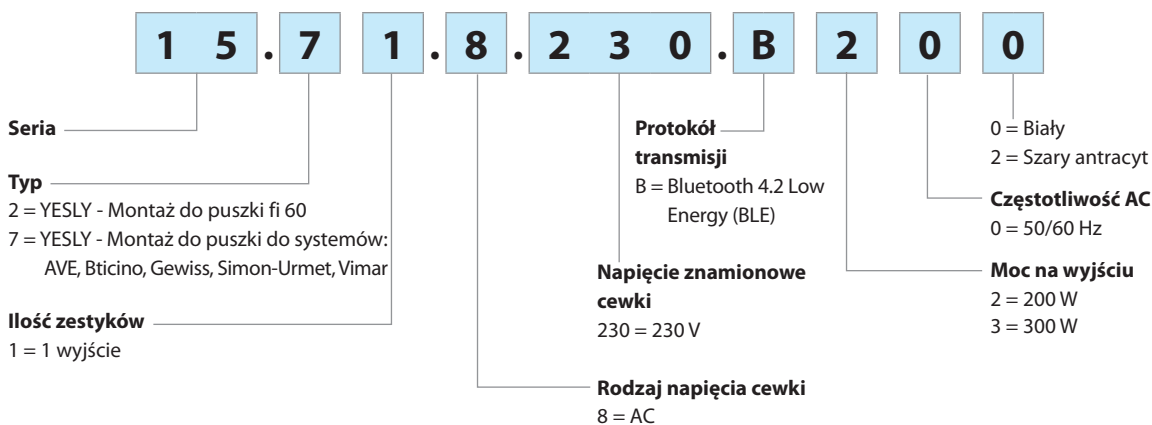 1 5 . 7 1 . 8 . 2 3 0 . B 2 0 0
Seria
Typ
2 = YESLY - Montaż do puszki fi 60
7 = YESLY - Montaż do puszki do systemów:
AVE, Bticino, Gewiss, Simon-Urmet, Vimar
Ilość zestyków
1 = 1 wyjście
Protokół
transmisji
B = Bluetooth 4.2 Low
Energy (BLE)
Napięcie znamionowe
cewki
230 = 230 V
Rodzaj napięcia cewki
8 = AC
0 = Biały
2 = Szary antracyt
Częstotliwość AC
0 = 50/60 Hz
Moc na wyjściu
2 = 200 W
3 = 300 W